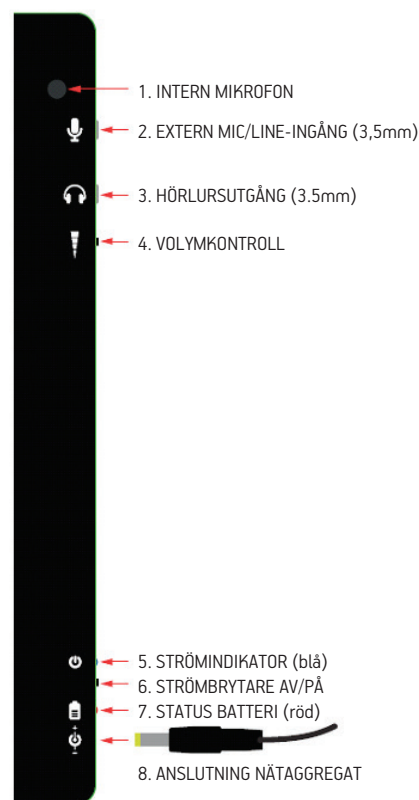 1. INTERN MIKROFON
2. EXTERN MIC/LINE-INGÅNG (3,5mm)
3. HÖRLURSUTGÅNG (3.5mm)
4. VOLYMKONTROLL
5. STRÖMINDIKATOR (blå)
6. STRÖMBRYTARE AV/PÅ
7. STATUS BATTERI (röd)
8. ANSLUTNING NÄTAGGREGAT